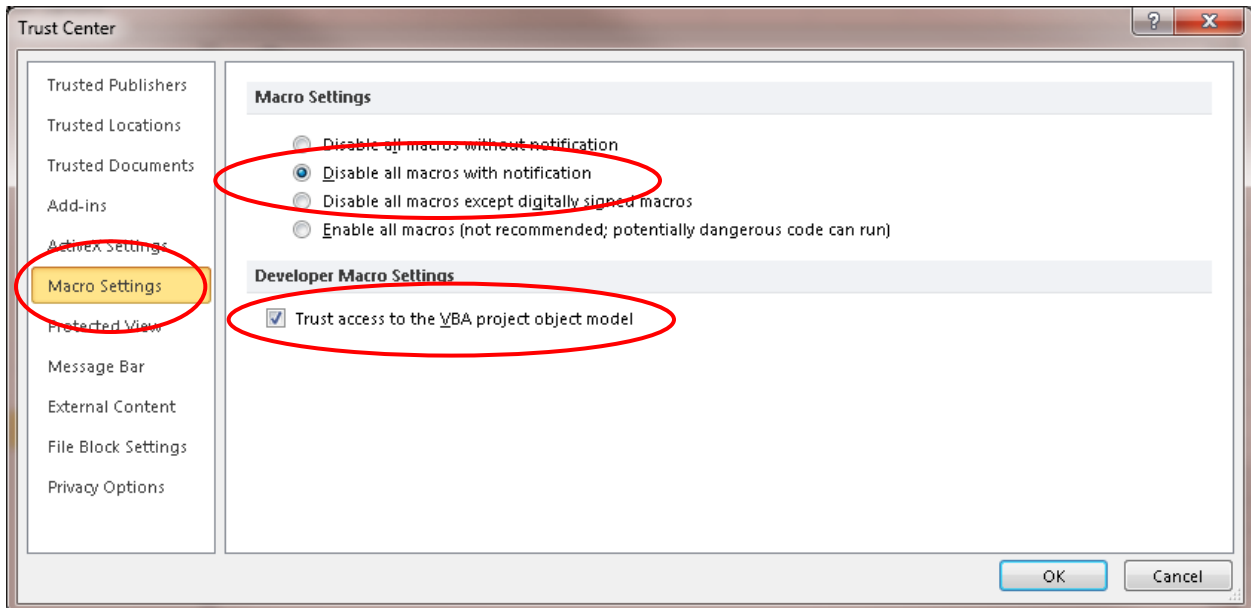 Trust Center
Trusted Publishers
Trusted Locations
Trusted Documents
Add-ins
ActiveX Settings
Macro Settings
Protected View
Message Bar
External Content
File Block Settings
Privacy Options
Macro Settings
Disable all macros without notification
Disable all macros with notification
Disable all macros except digitally signed macros
Enable all macros (not recommended; potentially dangerous code can run)
Developer Macro Settings
Trust access to the VBA project object model
OK
Cancel